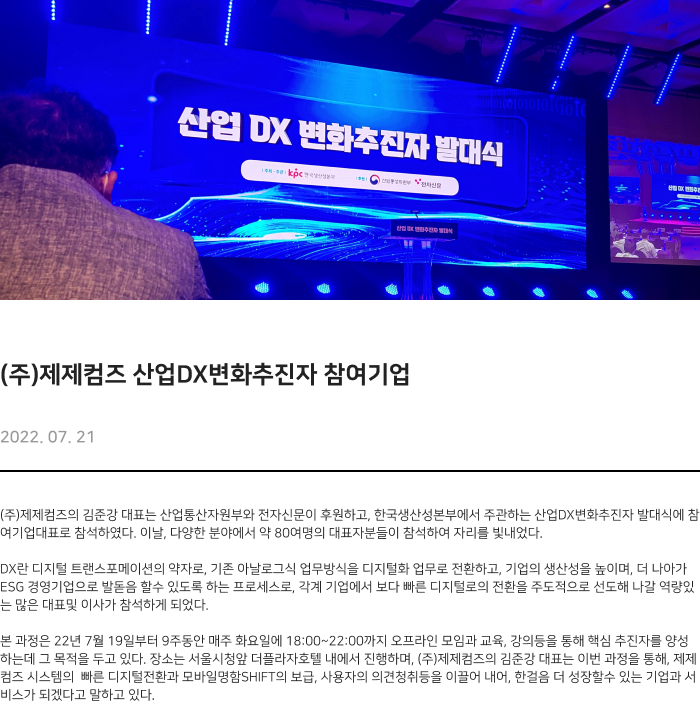 산업 DX 변화추진자 발대식
kpc 한국생산성본부
산업통상자원부
전자신문
산업 DX 변화추진자 발대식
(주)제제컴즈 산업DX변화추진자 참여기업
2022. 07. 21
(주)제제컴즈의 김준강 대표는 산업통산자원부와 전자신문이 후원하고, 한국생산성본부에서 주관하는 산업DX변화추진자 발대식에 참
여기업대표로 참석하였다. 이날, 다양한 분야에서 약 80여명의 대표자분들이 참석하여 자리를 빛내었다.
DX란 디지털 트랜스포메이션의 약자로, 기존 아날로그식 업무방식을 디지털화 업무로 전환하고, 기업의 생산성을 높이며, 더 나아가
ESG 경영기업으로 발돋음 할수 있도록 하는 프로세스로, 각계 기업에서 보다 빠른 디지털로의 전환을 주도적으로 선도해 나갈 역량있
는 많은 대표및 이사가 참석하게 되었다.
본 과정은 22년 7월 19일부터 9주동안 매주 화요일에 18:00~22:00까지 오프라인 모임과 교육, 강의등을 통해 핵심 추진자를 양성
하는데 그 목적을 두고 있다. 장소는 서울시청앞 더플라자호텔 내에서 진행하며, (주)제제컴즈의 김준강 대표는 이번 과정을 통해, 제제
컴즈 시스템의 빠른 디지털전환과 모바일명함SHIFT의 보급, 사용자의 의견청취등을 이끌어 내어, 한걸음 더 성장할수 있는 기업과 서
비스가 되겠다고 말하고 있다.